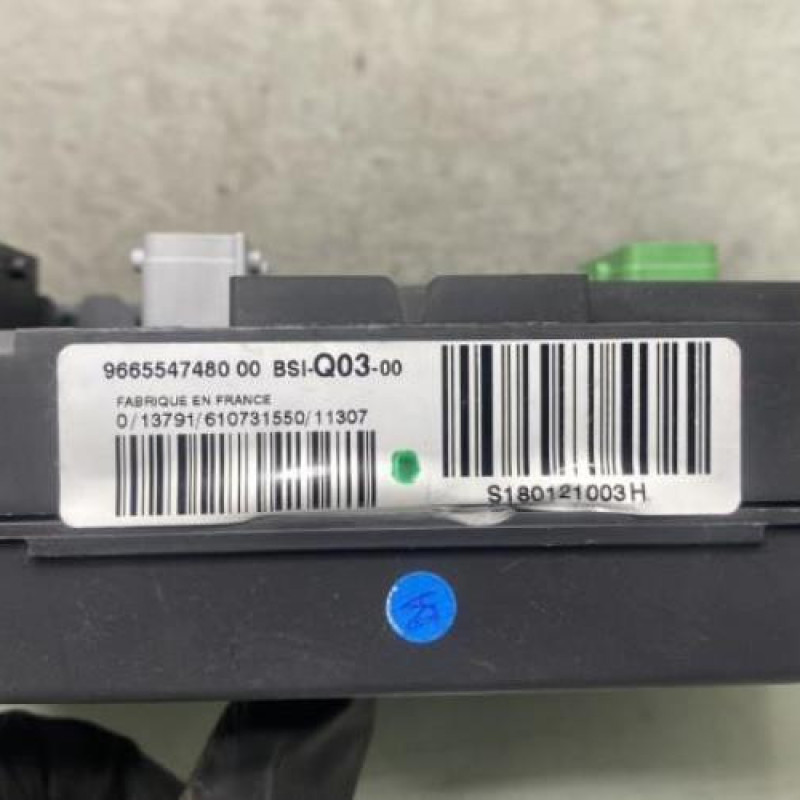 9665547480 00 BSI-Q03-00
FABRIQUE EN FRANCE
0/13791/610731550/11307
S180121003H